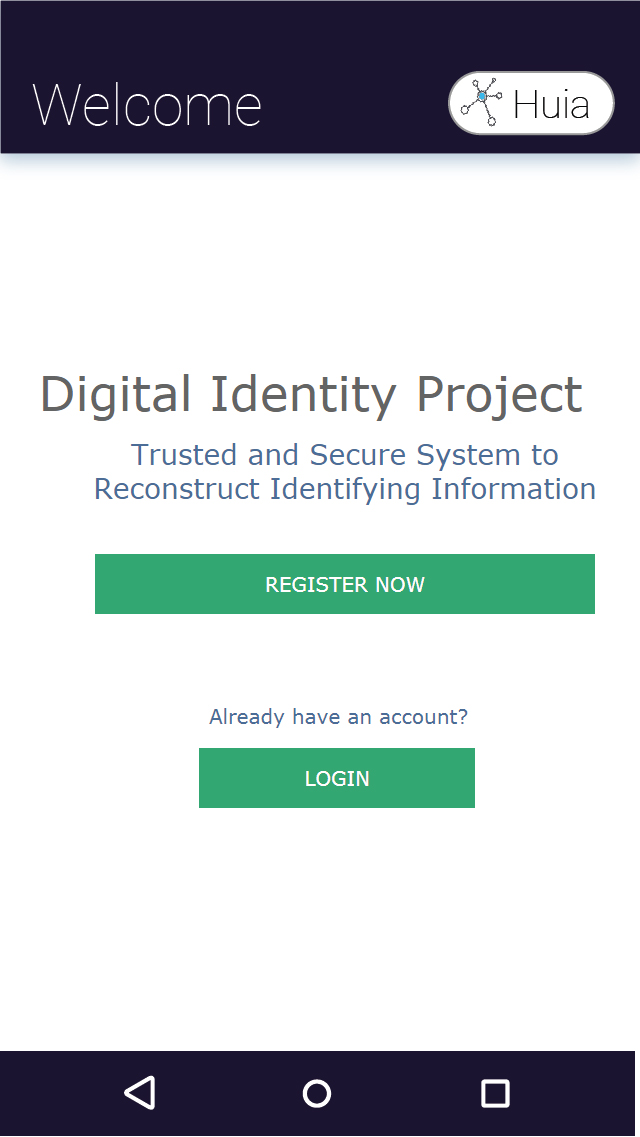 Welcome
Huia
Digital Identity Project
Trusted and Secure System to
Reconstruct Identifying Information
REGISTER NOW
Already have an account?
LOGIN